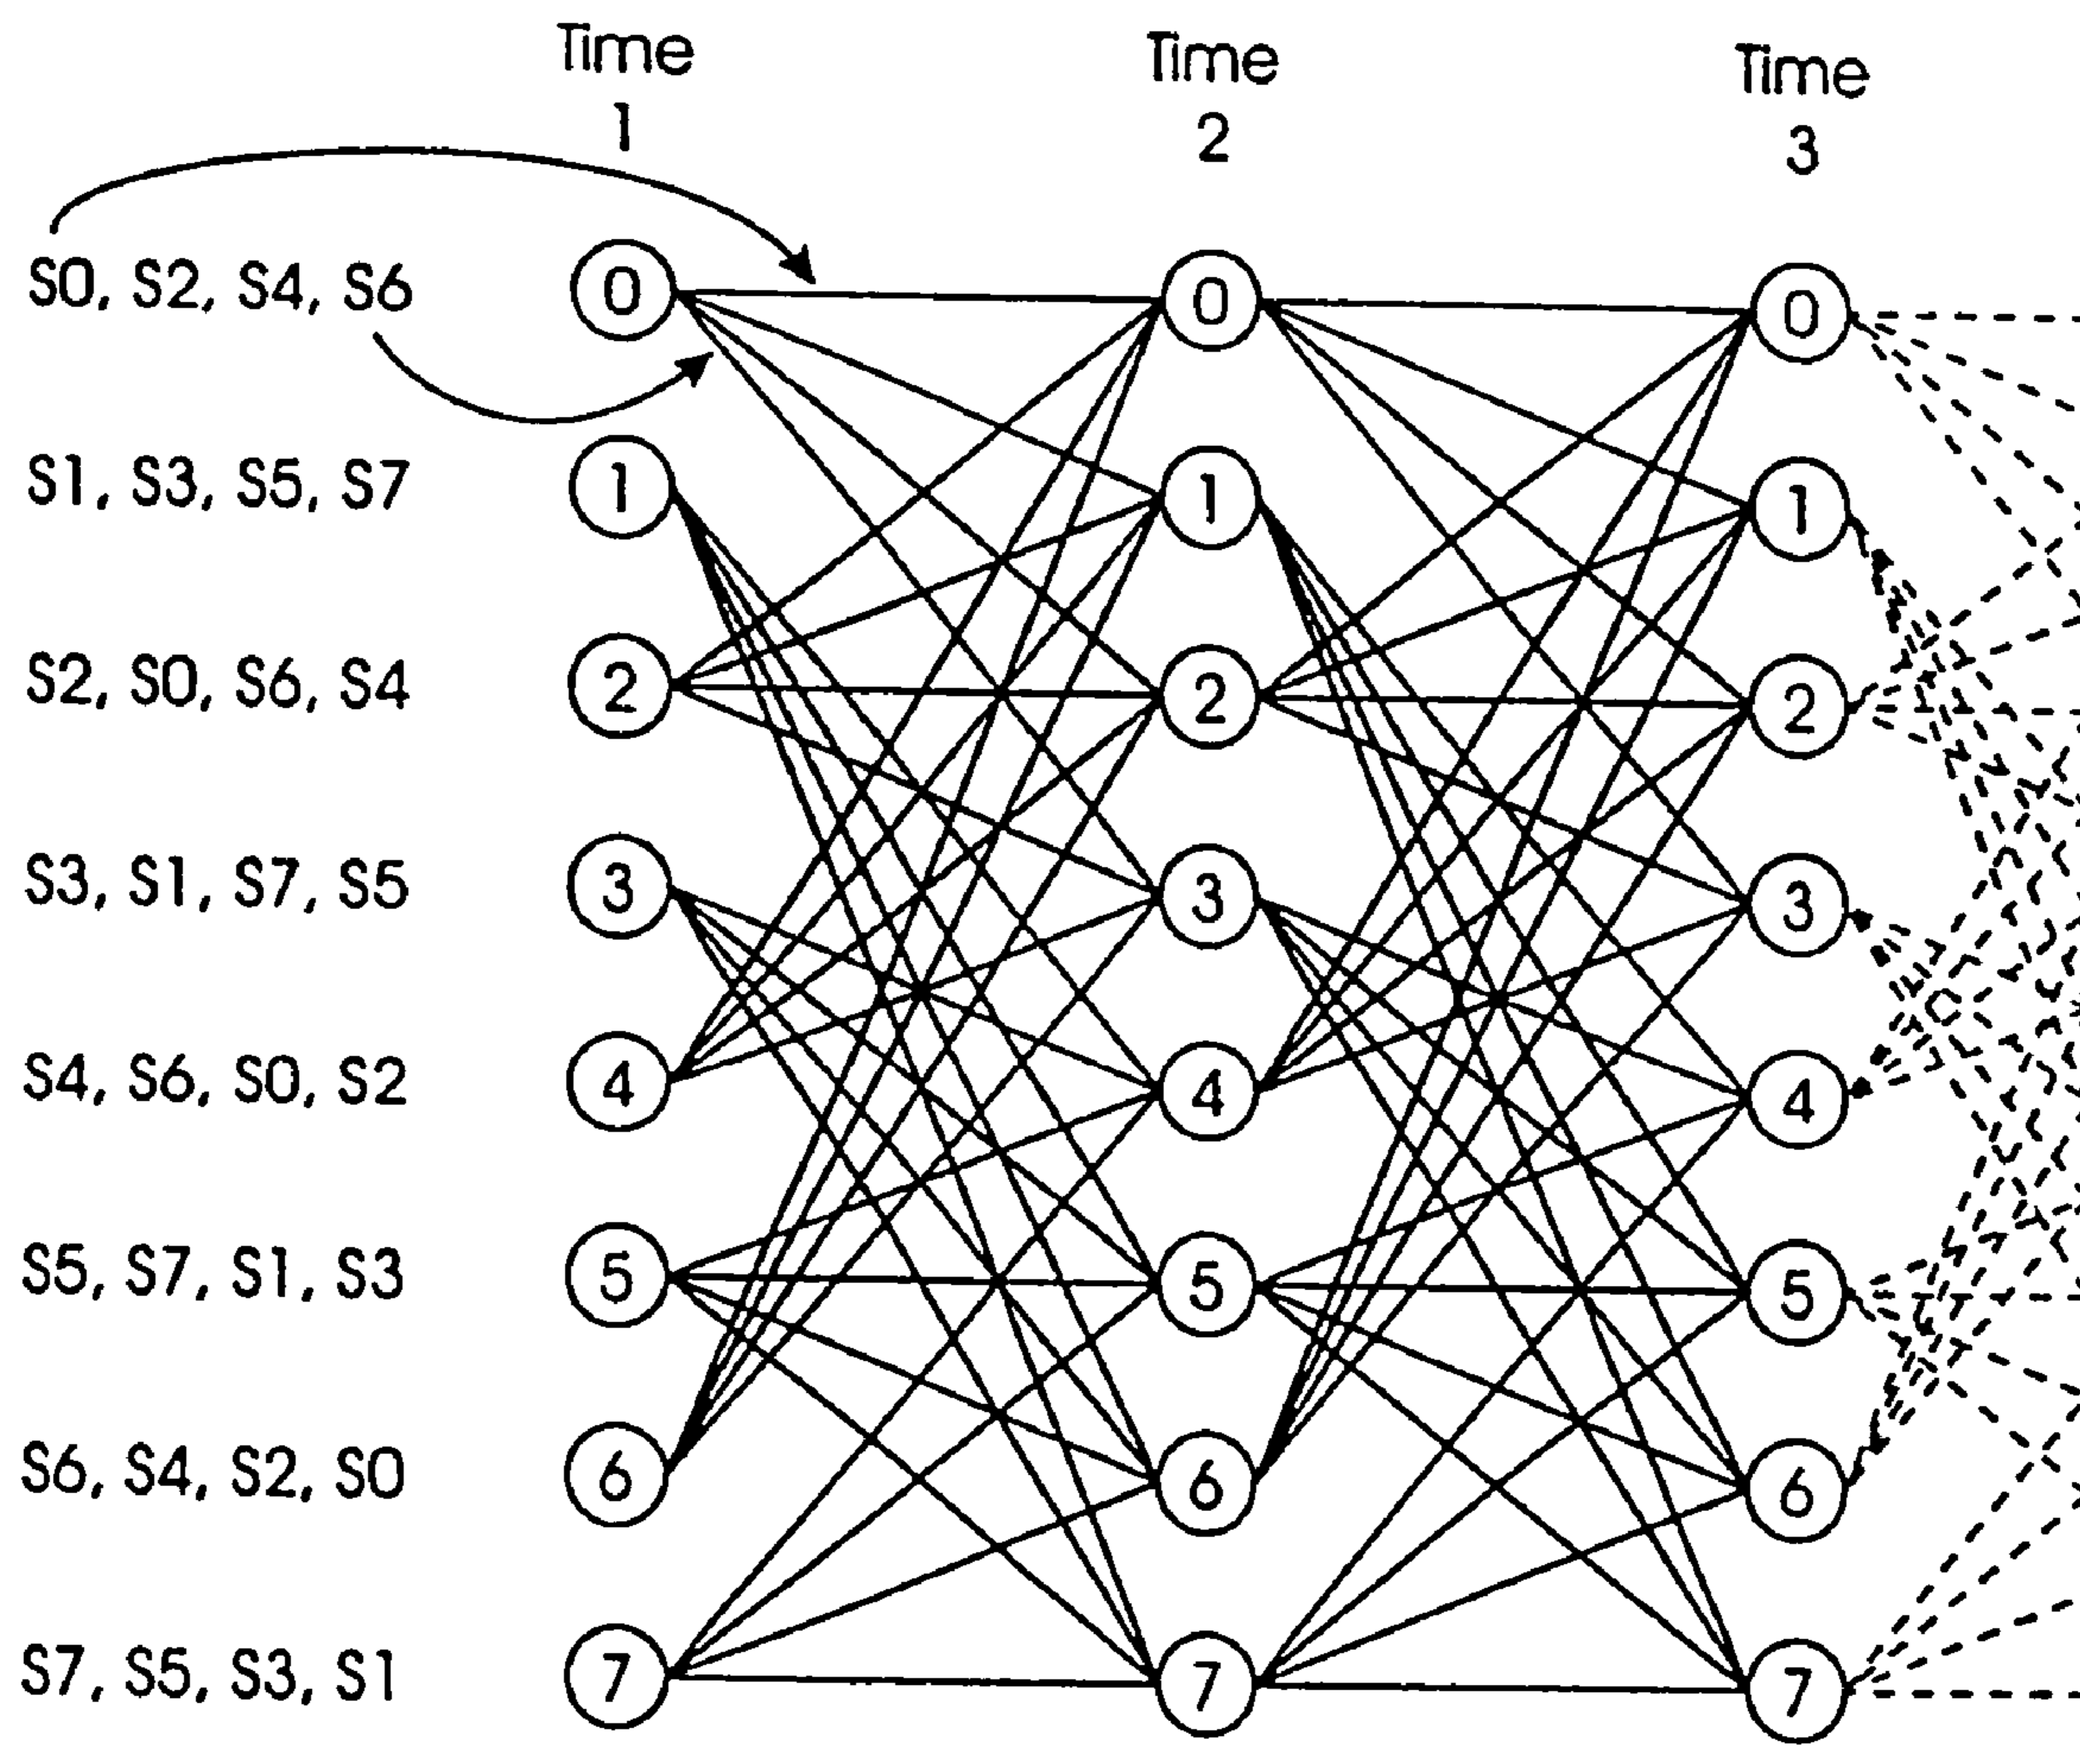 Time Time Time
1 2 3
S0, S2, S4, S6 0 0 0
S1, S3, S5, S7 1 1 1
S2, S0, S6, S4 2 2 2
S3, S1, S7, S5 3 3 3
S4, S6, S0, S2 4 4 4
S5, S7, S1, S3 5 5 5
S6, S4, S2, S0 6 6 6
S7, S5, S3, S1 7 7 7